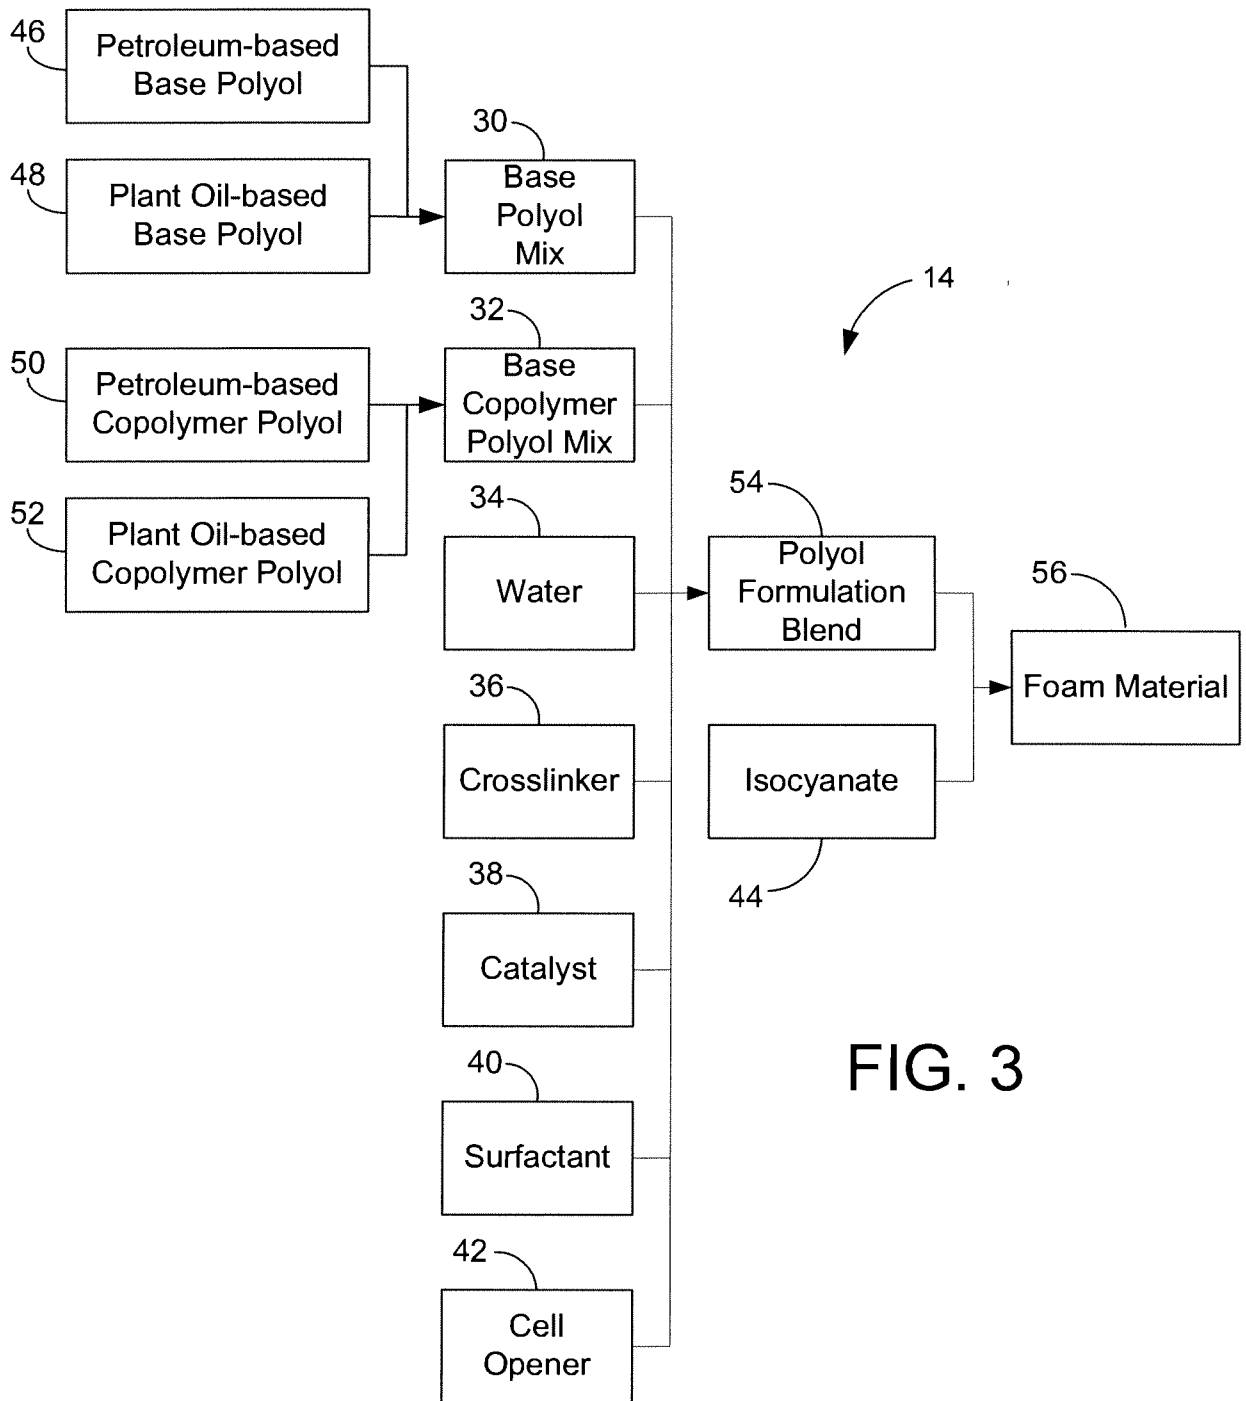 46
Petroleum-based
Base Polyol
48
Plant Oil-based
Base Polyol
30
Base
Polyol
Mix
14
50
Petroleum-based
Copolymer Polyol
32
Base
Copolymer
Polyol Mix
52
Plant Oil-based
Copolymer Polyol
34
Water
54
Polyol
Formulation
Blend
56
Foam Material
36
Crosslinker
Isocyanate
44
38
Catalyst
40
Surfactant
42
Cell
Opener
FIG. 3